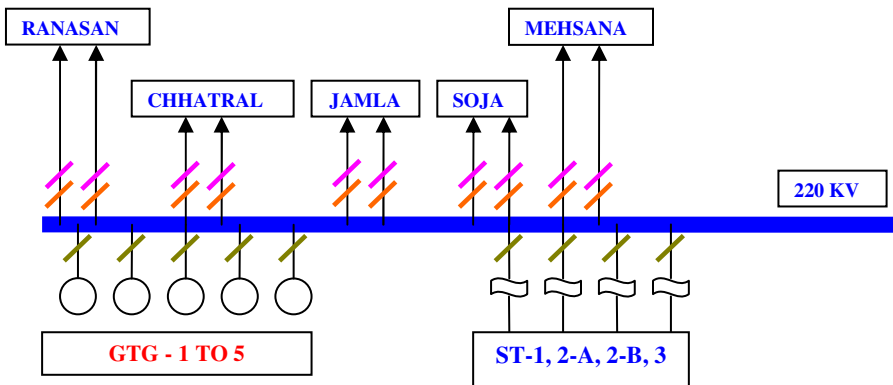 RANASAN
MEHSANA
CHHATRAL
JAMLA
SOJA
220 KV
GTG - 1 TO 5
ST-1, 2-A, 2-B, 3